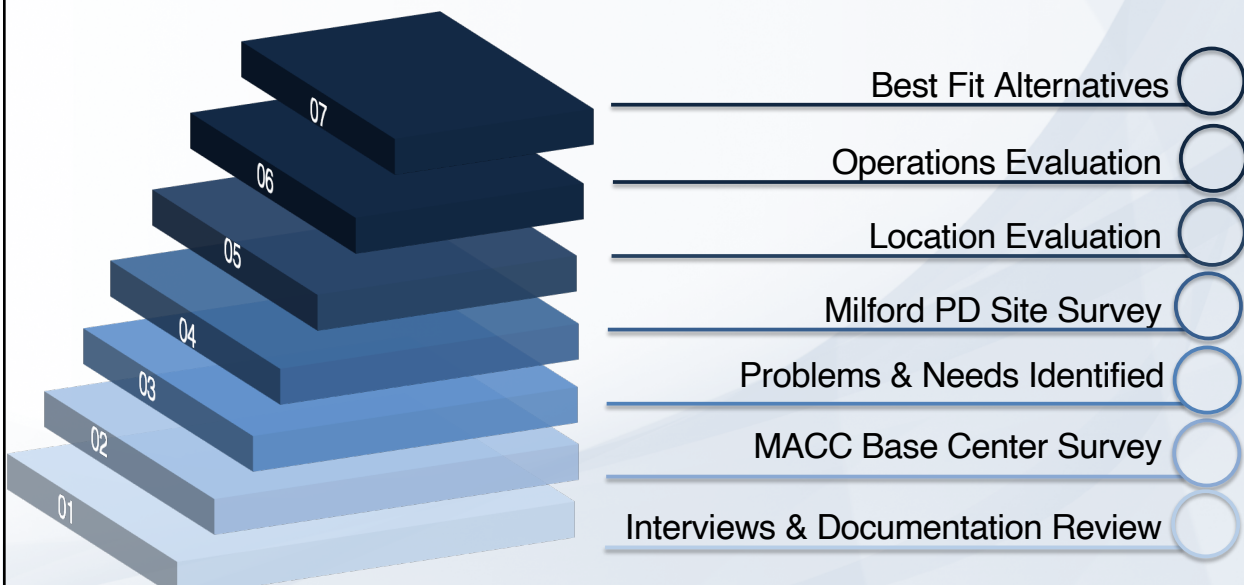 07
Best Fit Alternatives
06
Operations Evaluation
05
Location Evaluation
04
Milford PD Site Survey
03
Problems & Needs Identified
02
MACC Base Center Survey
01
Interviews & Documentation Review